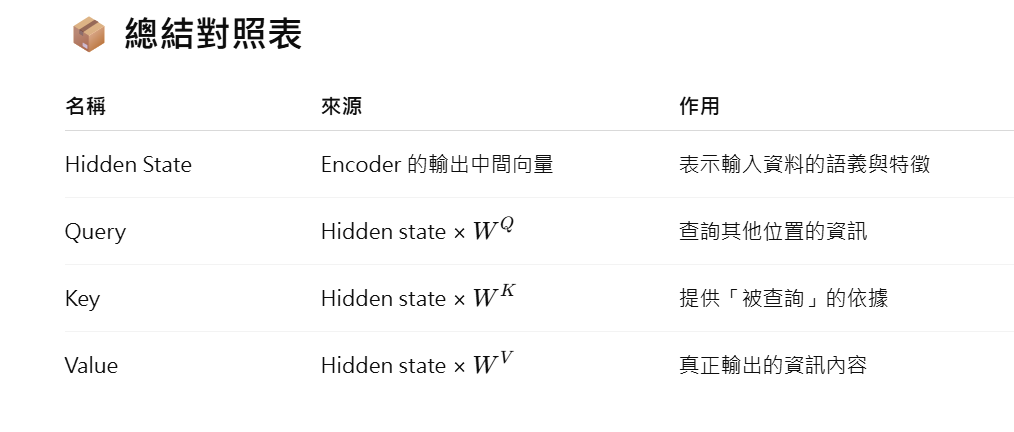 📦 總結對照表
名稱 來源 作用
Hidden State Encoder 的輸出中間向量 表示輸入資料的語義與特徵
Query Hidden state × W^Q 查詢其他位置的資訊
Key Hidden state × W^K 提供「被查詢」的依據
Value Hidden state × W^V 真正輸出的資訊內容